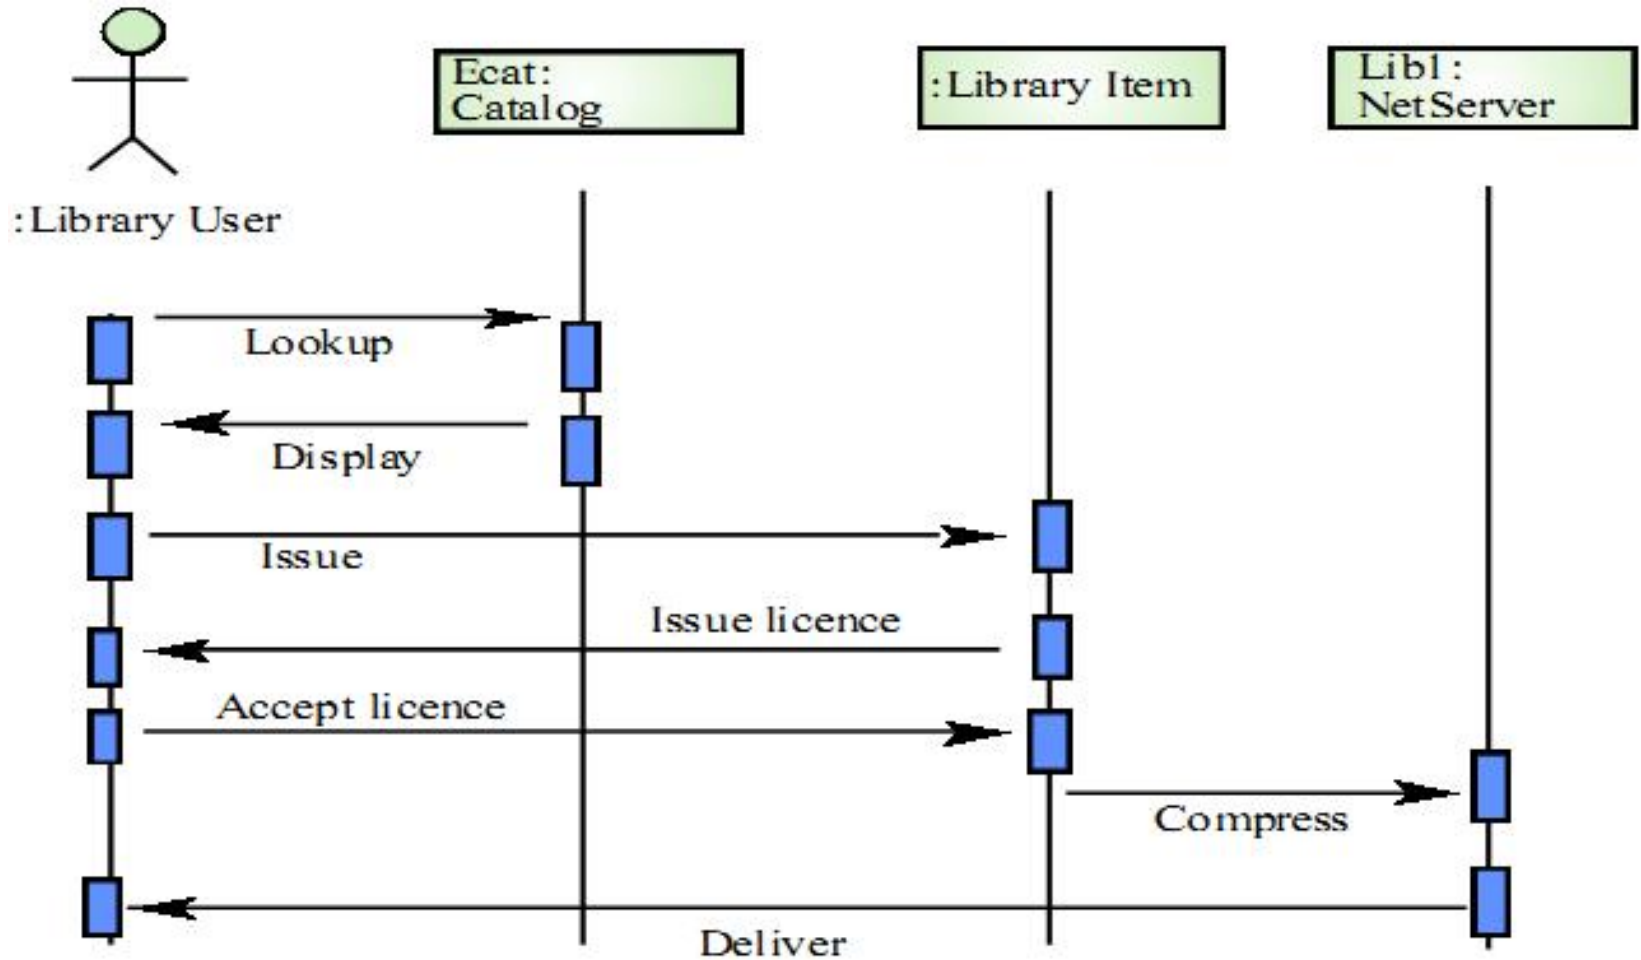 Ecat:
Catalog
:Library Item
Lib1:
NetServer
:Library User
Lookup
Display
Issue
Issue licence
Accept licence
Compress
Deliver